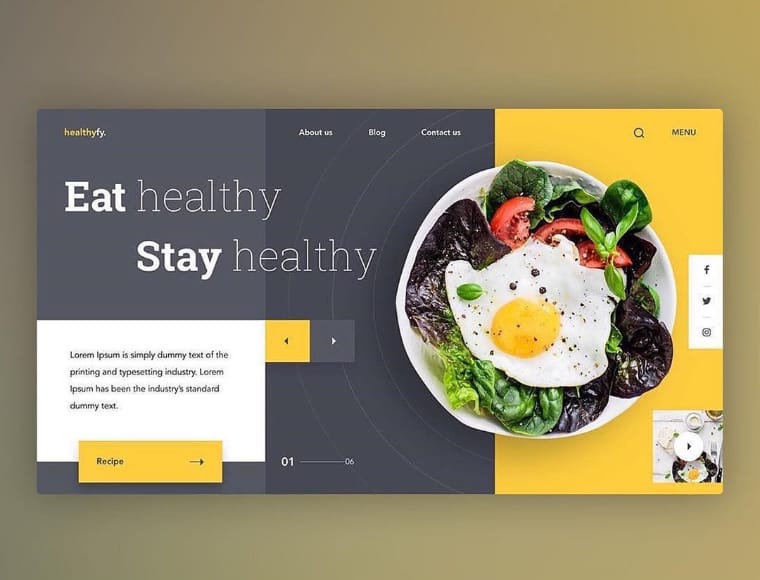 healthyfy.
About us
Blog
Contact us
MENU
Eat healthy
Stay healthy
Lorem Ipsum is simply dummy text of the
printing and typesetting industry. Lorem
Ipsum has been the industry's standard
dummy text.
Recipe
01
06